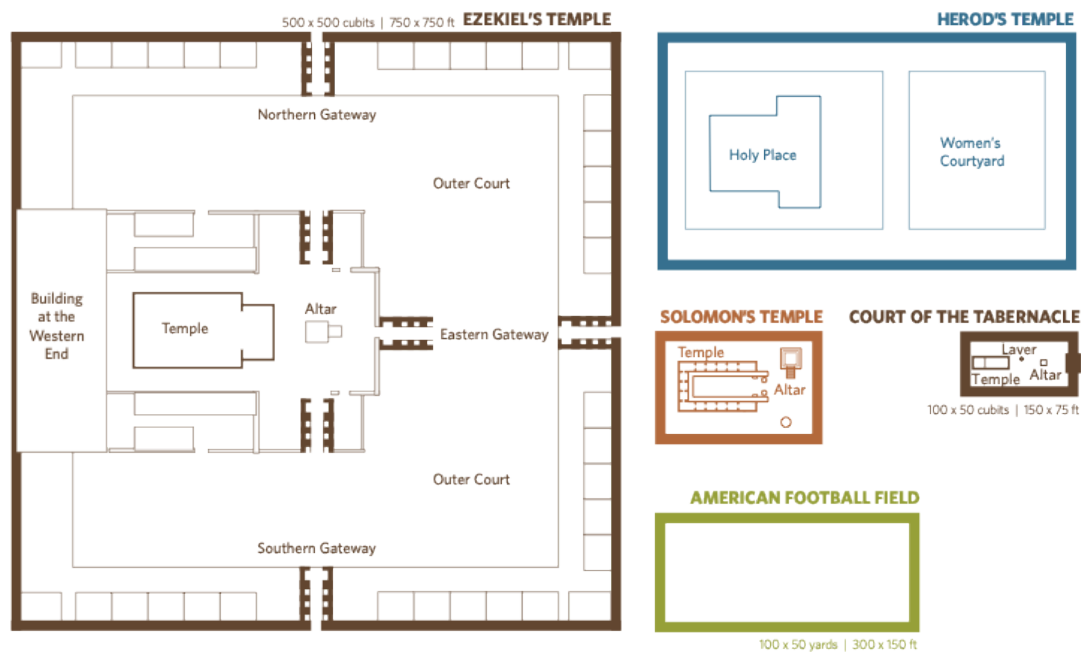 500 x 500 cubits | 750 x 750 ft EZEKIEL'S TEMPLE
Northern Gateway
Outer Court
Building
at the
Western
End
Temple
Altar
Eastern Gateway
Outer Court
Southern Gateway
HEROD'S TEMPLE
Holy Place
Women's
Courtyard
SOLOMON'S TEMPLE
Temple
Altar
COURT OF THE TABERNACLE
Laver
Temple
Altar
100 x 50 cubits | 150 x 75 ft
AMERICAN FOOTBALL FIELD
100 x 50 yards | 300 x 150 ft